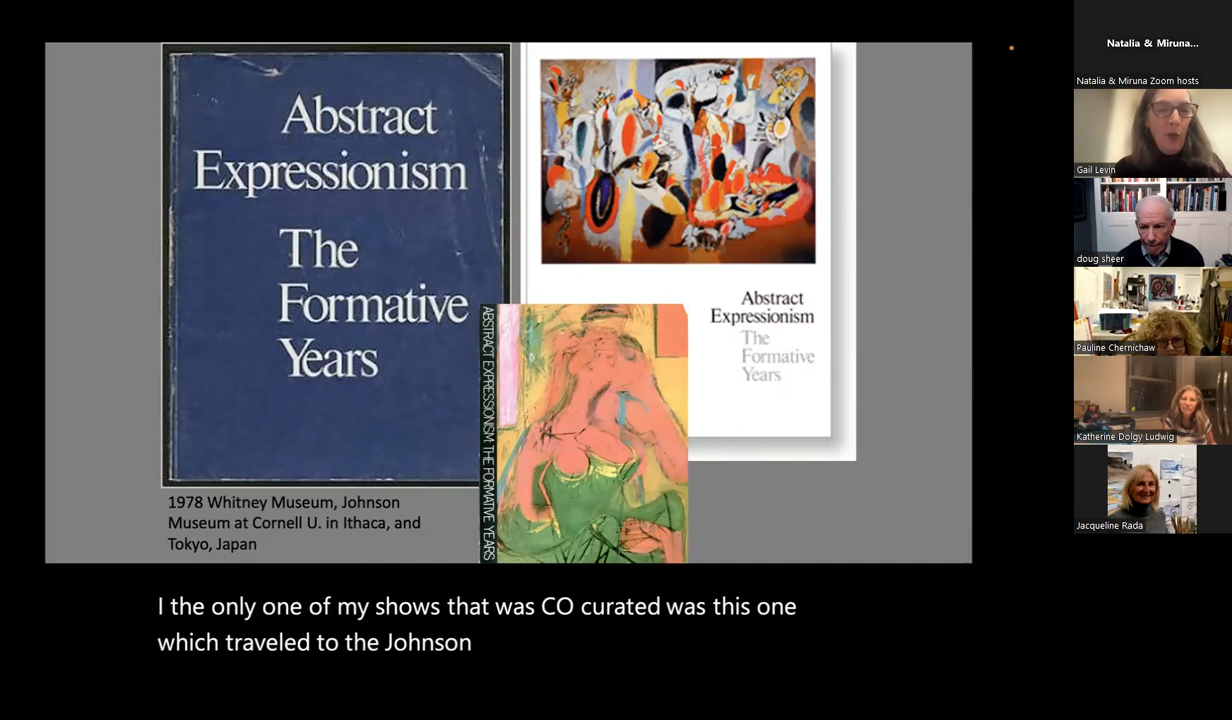 Abstract
Expressionism
The
Formative
Years
Abstract
Expressionism
The
Formative
Years
ABSTRACT EXPRESSIONISM: THE FORMATIVE YEARS
1978 Whitney Museum, Johnson
Museum at Cornell U. in Ithaca, and
Tokyo, Japan
I the only one of my shows that was CO curated was this one
which traveled to the Johnson
Natalia & Miruna...
Natalia & Miruna Zoom hosts
Gail Levin
doug sheer
Pauline Chernichaw
Katherine Dolgy Ludwig
Jacqueline Rada